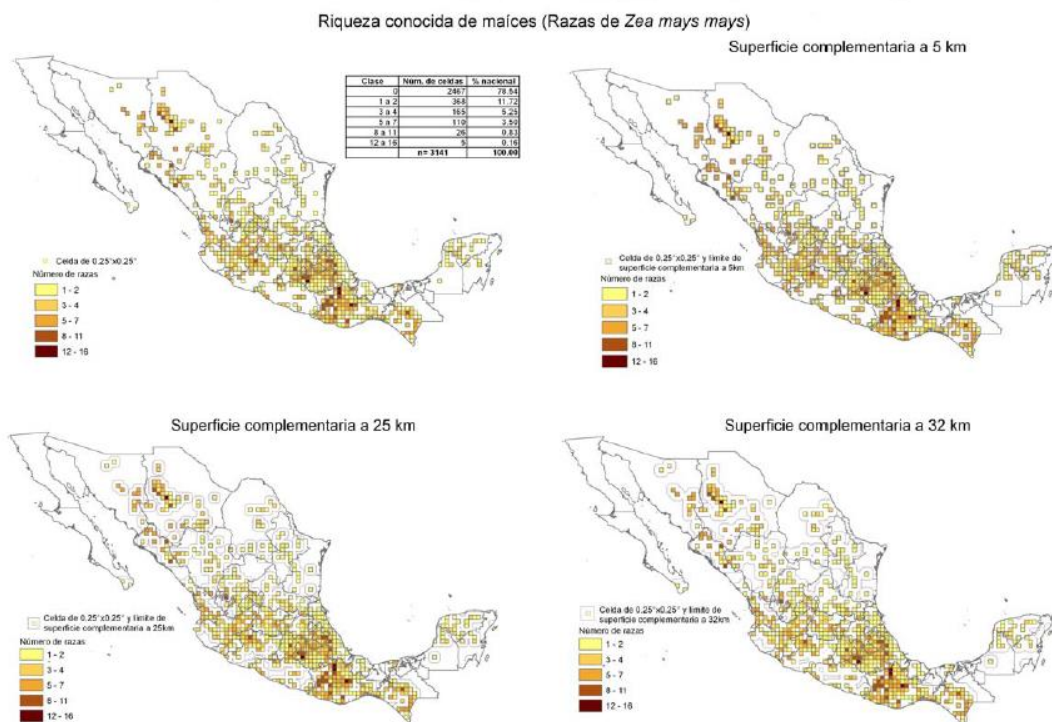 Riqueza conocida de maíces (Razas de Zea mays mays)
Clase Núm. de celdas % nacional
0 2467 78.54
1 a 2 368 11.72
3 a 4 165 5.25
5 a 7 110 3.50
8 a 11 26 0.83
12 a 16 5 0.16
n= 3141 100.00
Celda de 0.25°x0.25°
Número de razas
1 - 2
3 - 4
5 - 7
8 - 11
12 - 16
Superficie complementaria a 5 km
Celda de 0.25°x0.25° y límite de
superficie complementaria a 5km
Número de razas
1 - 2
3 - 4
5 - 7
8 - 11
12 - 16
Superficie complementaria a 25 km
Celda de 0.25°x0.25° y límite de
superficie complementaria a 25km
Número de razas
1 - 2
3 - 4
5 - 7
8 - 11
12 - 16
Superficie complementaria a 32 km
Celda de 0.25°x0.25° y límite de
superficie complementaria a 32km
Número de razas
1 - 2
3 - 4
5 - 7
8 - 11
12 - 16